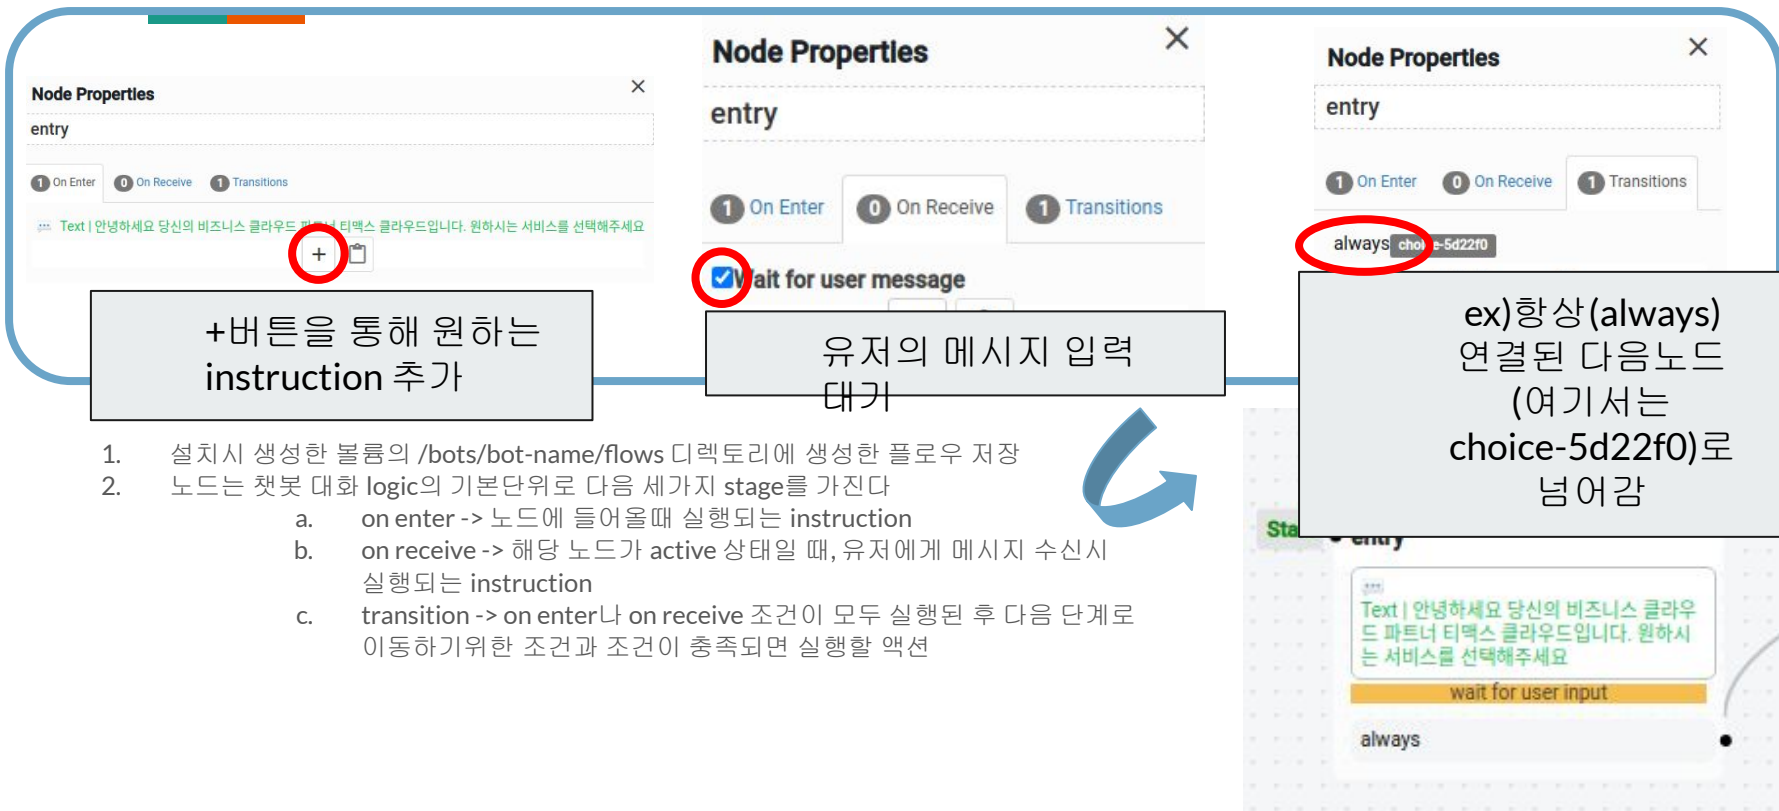 Node Properties
entry
1 On Enter 0 On Receive 1 Transitions
Text | 안녕하세요 당신의 비즈니스 클라우드 파트너 티맥스 클라우드입니다. 원하시는 서비스를 선택해주세요
+
+버튼을 통해 원하는
instruction 추가
Node Properties
entry
1 On Enter 0 On Receive 1 Transitions
Wait for user message
유저의 메시지 입력
대기
Node Properties
entry
1 On Enter 0 On Receive 1 Transitions
always choice-5d22f0
ex)항상(always)
연결된 다음노드
(여기서는
choice-5d22f0)로
넘어감
1. 설치시 생성한 볼륨의 /bots/bot-name/flows 디렉토리에 생성한 플로우 저장
2. 노드는 챗봇 대화 logic의 기본단위로 다음 세가지 stage를 가진다
a. on enter -> 노드에 들어올때 실행되는 instruction
b. on receive -> 해당 노드가 active 상태일 때, 유저에게 메시지 수신시
실행되는 instruction
c. transition -> on enter나 on receive 조건이 모두 실행된 후 다음 단계로
이동하기위한 조건과 조건이 충족되면 실행할 액션
Sta
entry
Text | 안녕하세요 당신의 비즈니스 클라우
드 파트너 티맥스 클라우드입니다. 원하시
는 서비스를 선택해주세요
wait for user input
always